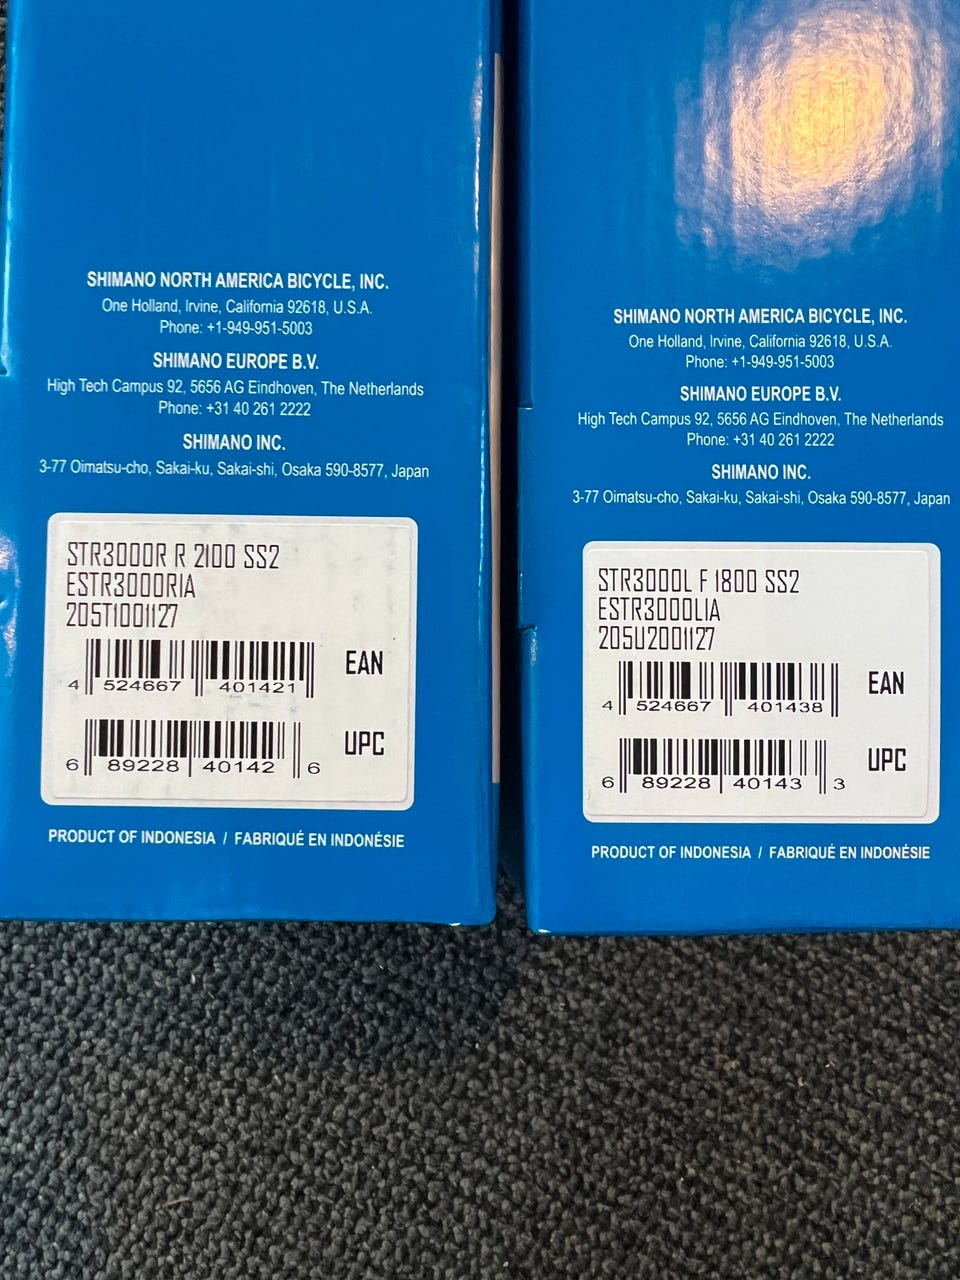 SHIMANO NORTH AMERICA BICYCLE, INC.
One Holland, Irvine, California 92618, U.S.A.
Phone: +1-949-951-5003
SHIMANO EUROPE B.V.
High Tech Campus 92, 5656 AG Eindhoven, The Netherlands
Phone: +31 40 261 2222
SHIMANO INC.
3-77 Oimatsu-cho, Sakai-ku, Sakai-shi, Osaka 590-8577, Japan
STR3000R R 2100 SS2
ESTR3000RIA
205T1001127
4 524667 401421
EAN
6 89228 40142 6
UPC
PRODUCT OF INDONESIA / FABRIQUÉ EN INDONÉSIE
SHIMANO NORTH AMERICA BICYCLE, INC.
One Holland, Irvine, California 92618, U.S.A.
Phone: +1-949-951-5003
SHIMANO EUROPE B.V.
High Tech Campus 92, 5656 AG Eindhoven, The Netherlands
Phone: +31 40 261 2222
SHIMANO INC.
3-77 Oimatsu-cho, Sakai-ku, Sakai-shi, Osaka 590-8577, Japan
STR3000L F 1800 SS2
ESTR3000LIA
205U2001127
4 524667 401438
EAN
6 89228 40143 3
UPC
PRODUCT OF INDONESIA / FABRIQUÉ EN INDONÉSIE